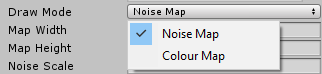 Draw Mode Noise Map
Map Width Noise Map
Map Height Colour Map
Noise Scale